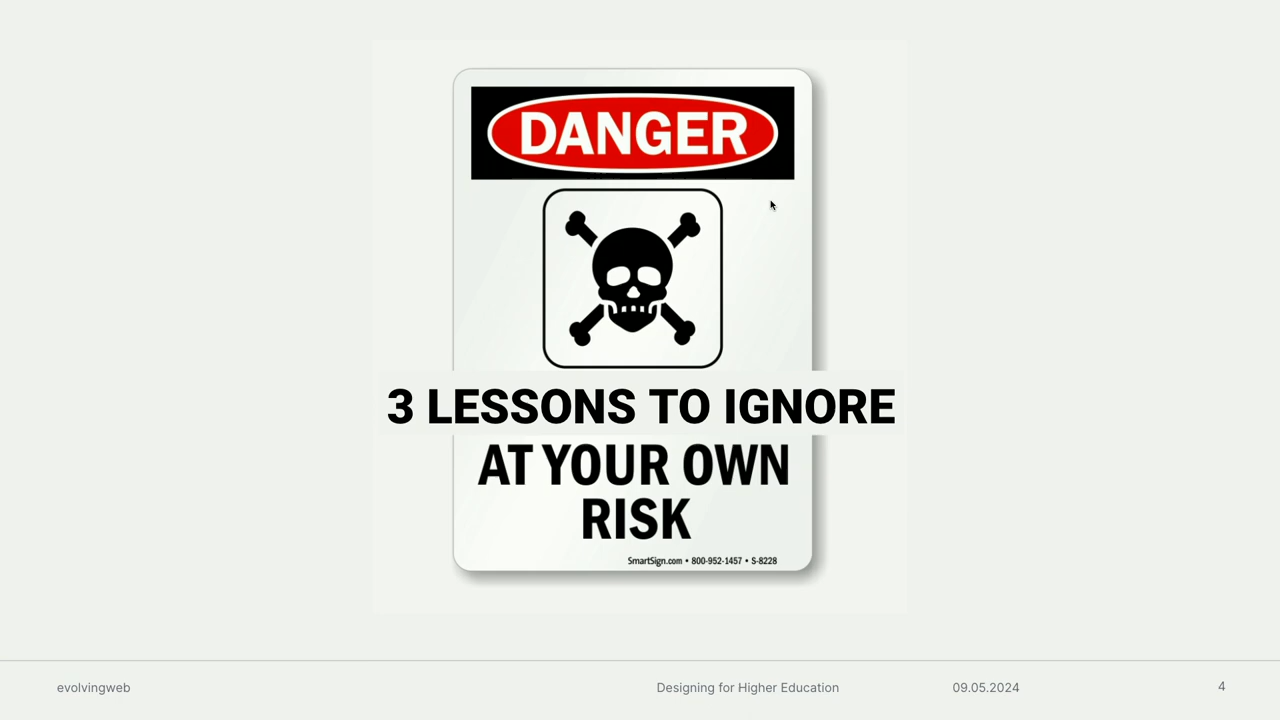 DANGER
3 LESSONS TO IGNORE
AT YOUR OWN
RISK
SmartSign.com • 800-952-1457 • S-8228
evolvingweb
Designing for Higher Education
09.05.2024
4